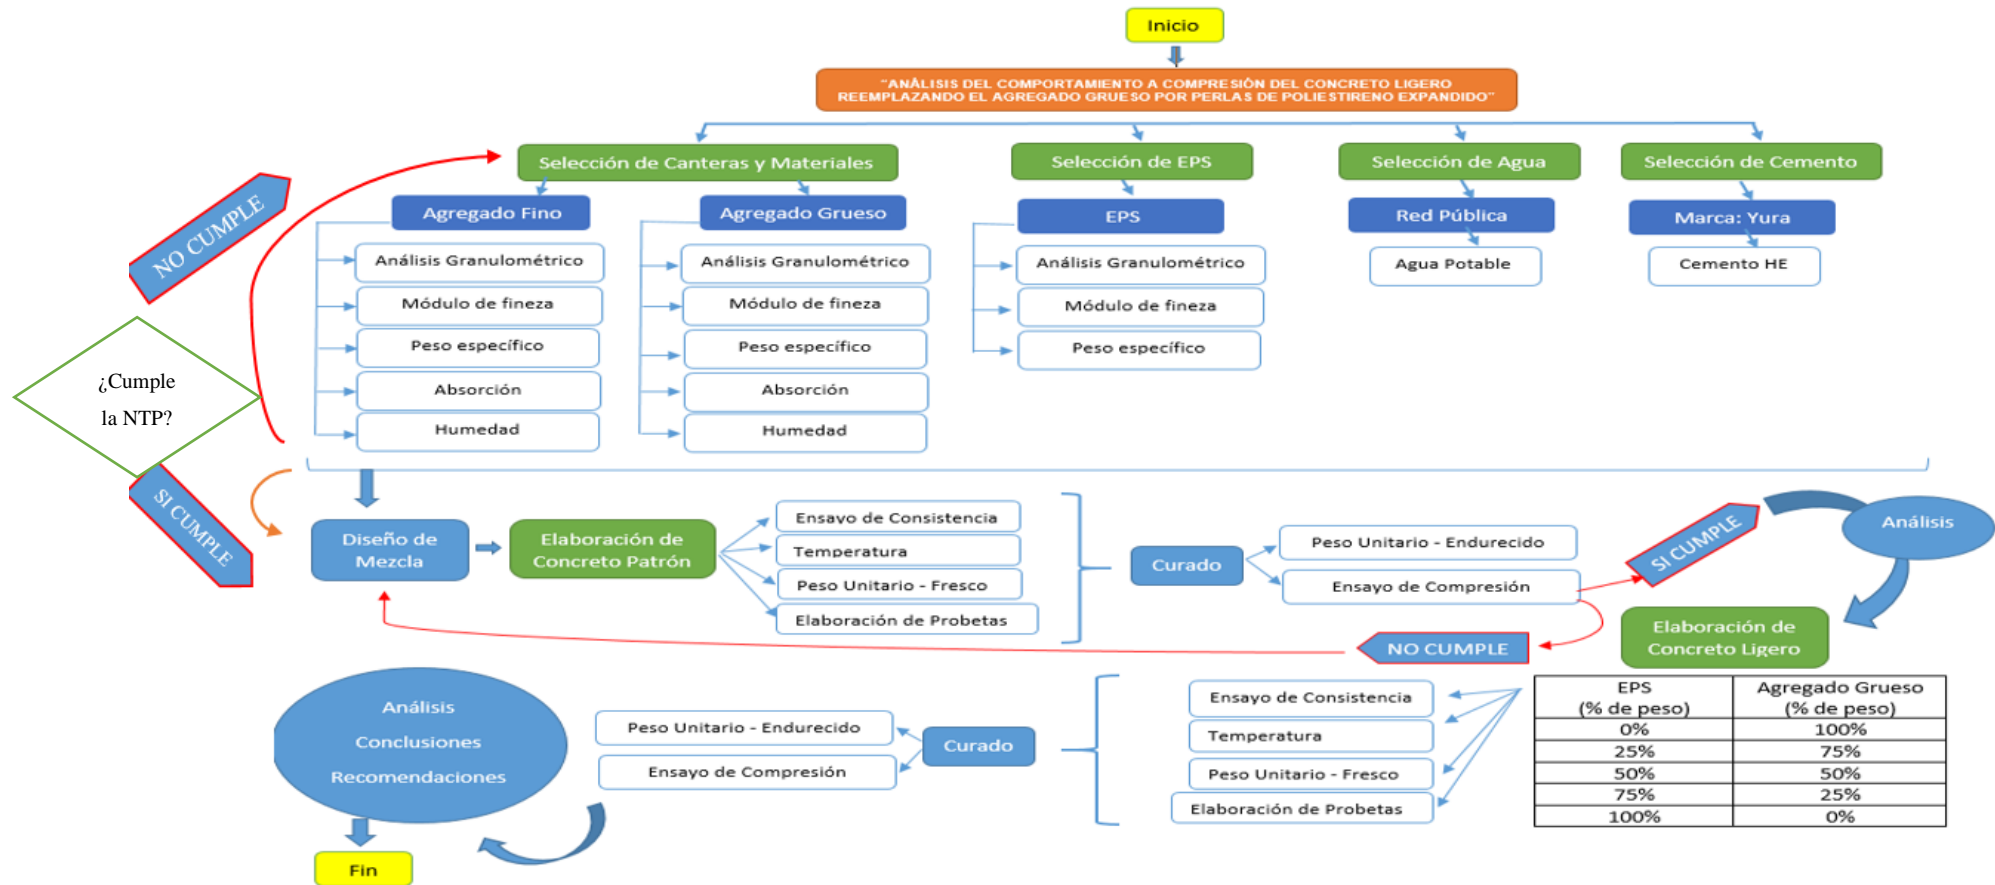 Inicio
"ANÁLISIS DEL COMPORTAMIENTO A COMPRESIÓN DEL CONCRETO LIGERO
REEMPLAZANDO EL AGREGADO GRUESO POR PERLAS DE POLIESTIRENO EXPANDIDO"
Selección de Canteras y Materiales
Selección de EPS
Selección de Agua
Selección de Cemento
Agregado Fino
Agregado Grueso
EPS
Red Pública
Marca: Yura
Análisis Granulométrico
Módulo de fineza
Peso específico
Absorción
Humedad
Análisis Granulométrico
Módulo de fineza
Peso específico
Absorción
Humedad
Análisis Granulométrico
Módulo de fineza
Peso específico
Agua Potable
Cemento HE
NO CUMPLE
¿Cumple
la NTP?
SI CUMPLE
Diseño de
Mezcla
Elaboración de
Concreto Patrón
Ensayo de Consistencia
Temperatura
Peso Unitario - Fresco
Elaboración de Probetas
Curado
Peso Unitario - Endurecido
Ensayo de Compresión
SI CUMPLE
NO CUMPLE
Análisis
Elaboración de
Concreto Ligero
EPS
(% de peso)
Agregado Grueso
(% de peso)
0% 100%
25% 75%
50% 50%
75% 25%
100% 0%
Ensayo de Consistencia
Temperatura
Peso Unitario - Fresco
Elaboración de Probetas
Curado
Peso Unitario - Endurecido
Ensayo de Compresión
Análisis
Conclusiones
Recomendaciones
Fin